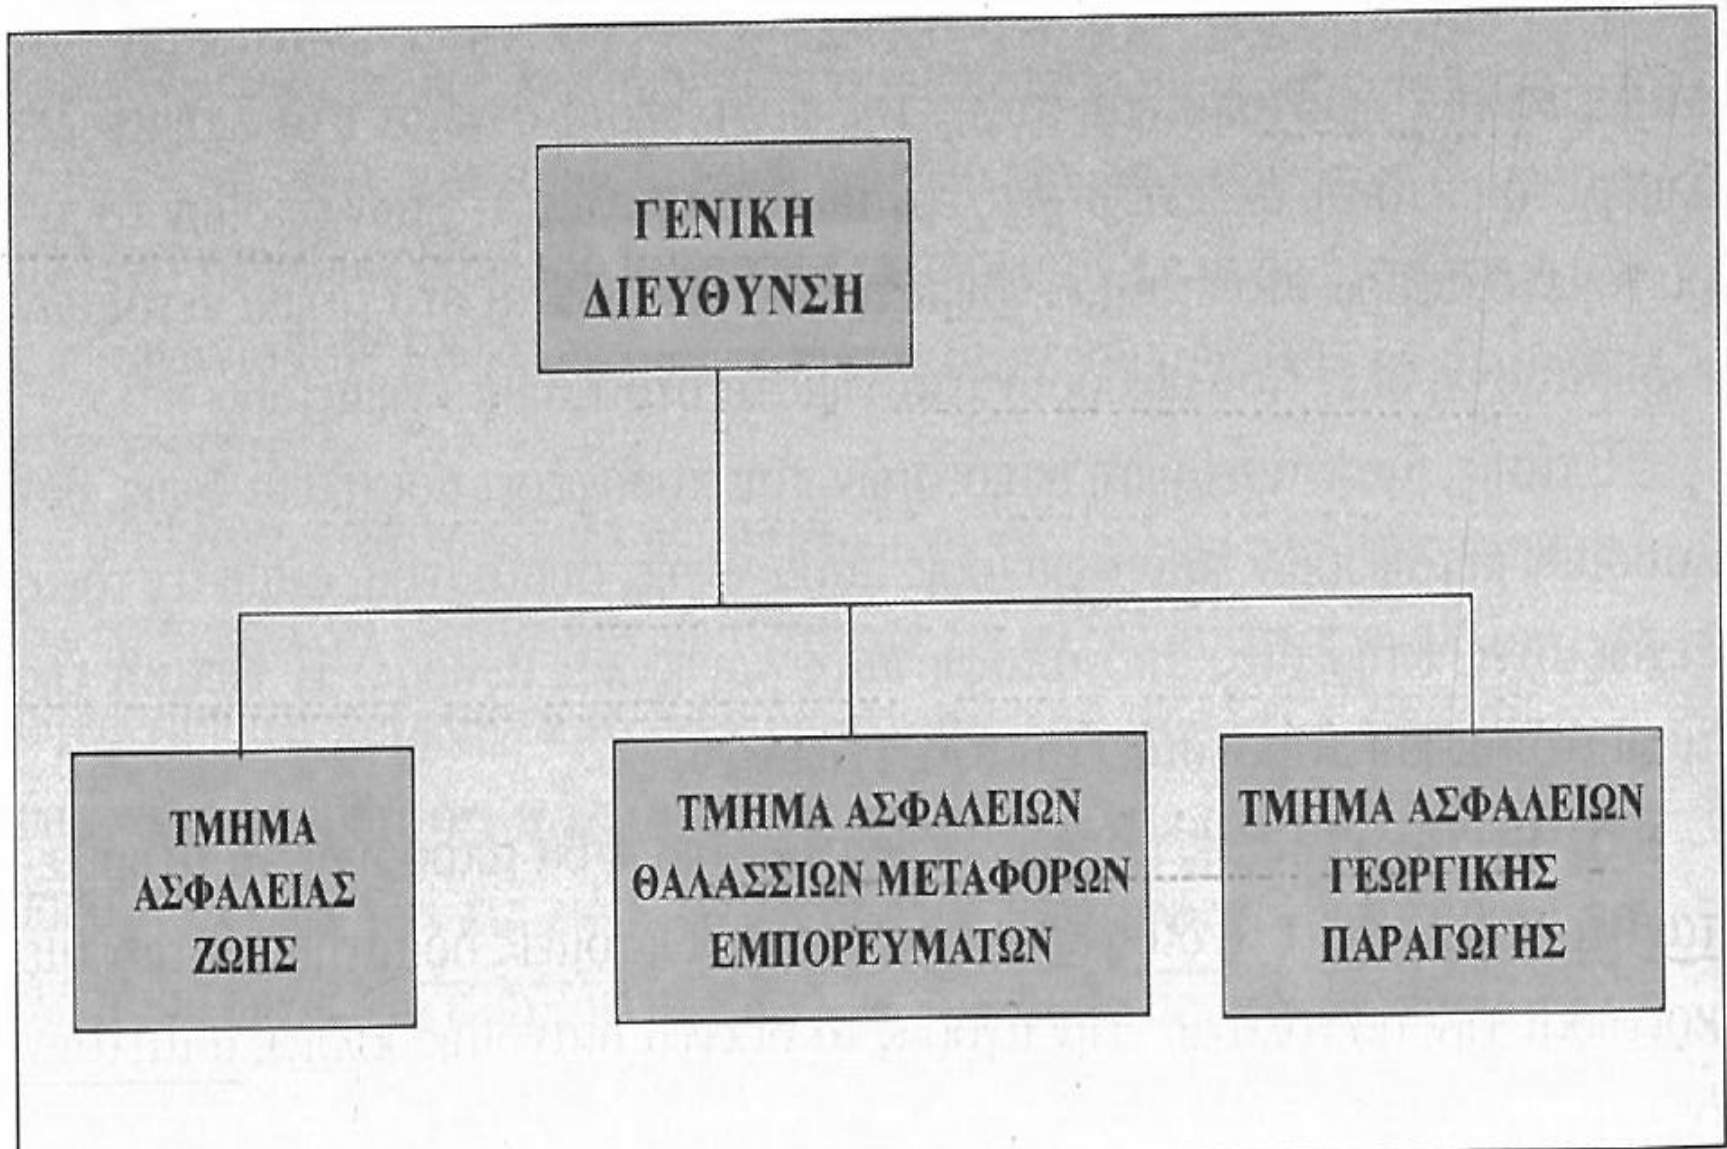 ΓΕΝΙΚΗ
ΔΙΕΥΘΥΝΣΗ
ΤΜΗΜΑ
ΑΣΦΑΛΕΙΑΣ
ΖΩΗΣ
ΤΜΗΜΑ ΑΣΦΑΛΕΙΩΝ
ΘΑΛΑΣΣΙΩΝ ΜΕΤΑΦΟΡΩΝ
ΕΜΠΟΡΕΥΜΑΤΩΝ
ΤΜΗΜΑ ΑΣΦΑΛΕΙΩΝ
ΓΕΩΡΓΙΚΗΣ
ΠΑΡΑΓΩΓΗΣ